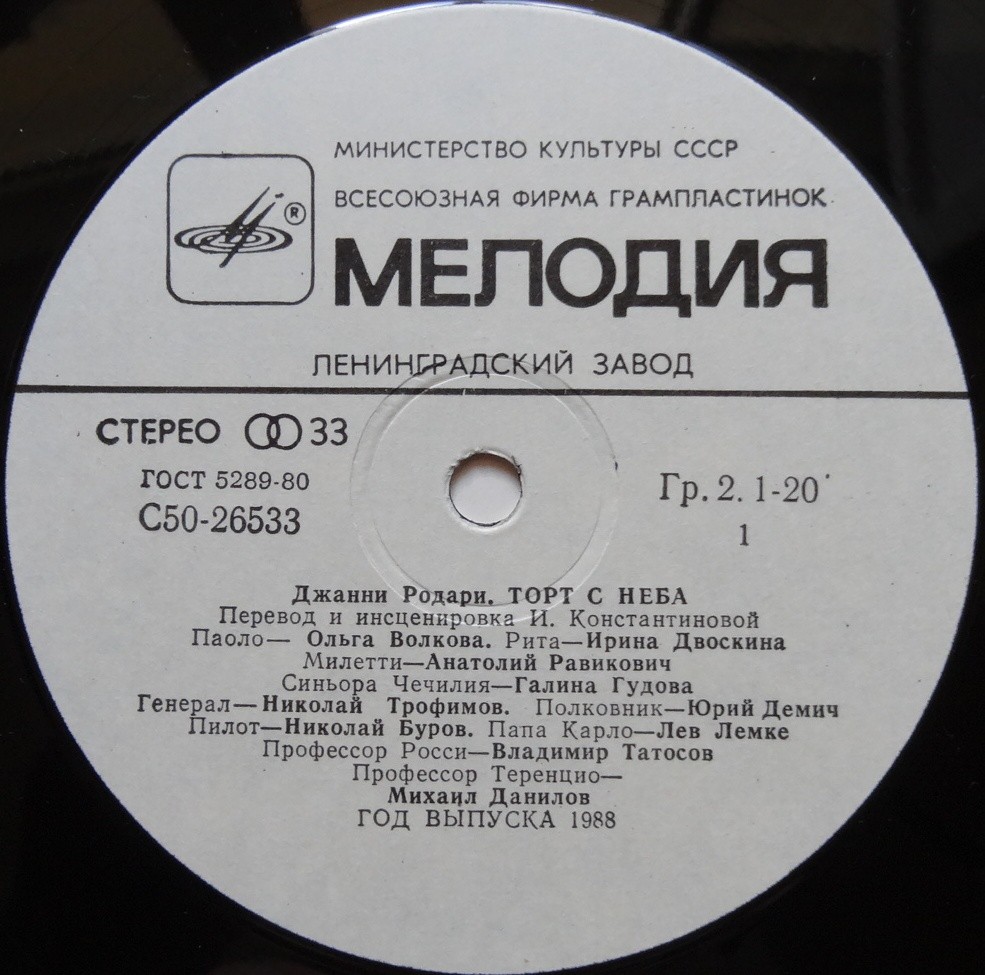 МИНИСТЕРСТВО КУЛЬТУРЫ СССР
ВСЕСОЮЗНАЯ ФИРМА ГРАМПЛАСТИНОК
®
МЕЛОДИЯ
ЛЕНИНГРАДСКИЙ ЗАВОД
СТЕРЕО 33
ГОСТ 5289-80
С50-26533
Гр. 2. 1-20
1
Джанни Родари. ТОРТ С НЕБА
Перевод и инсценировка И. Константиновой
Паоло— Ольга Волкова. Рита—Ирина Двоскина
Милетти—Анатолий Равикович
Синьора Чечилия—Галина Гудова
Генерал—Николай Трофимов. Полковник—Юрий Демич
Пилот—Николай Буров. Папа Карло—Лев Лемке
Профессор Росси—Владимир Татосов
Профессор Теренцио—
Михаил Данилов
ГОД ВЫПУСКА 1988